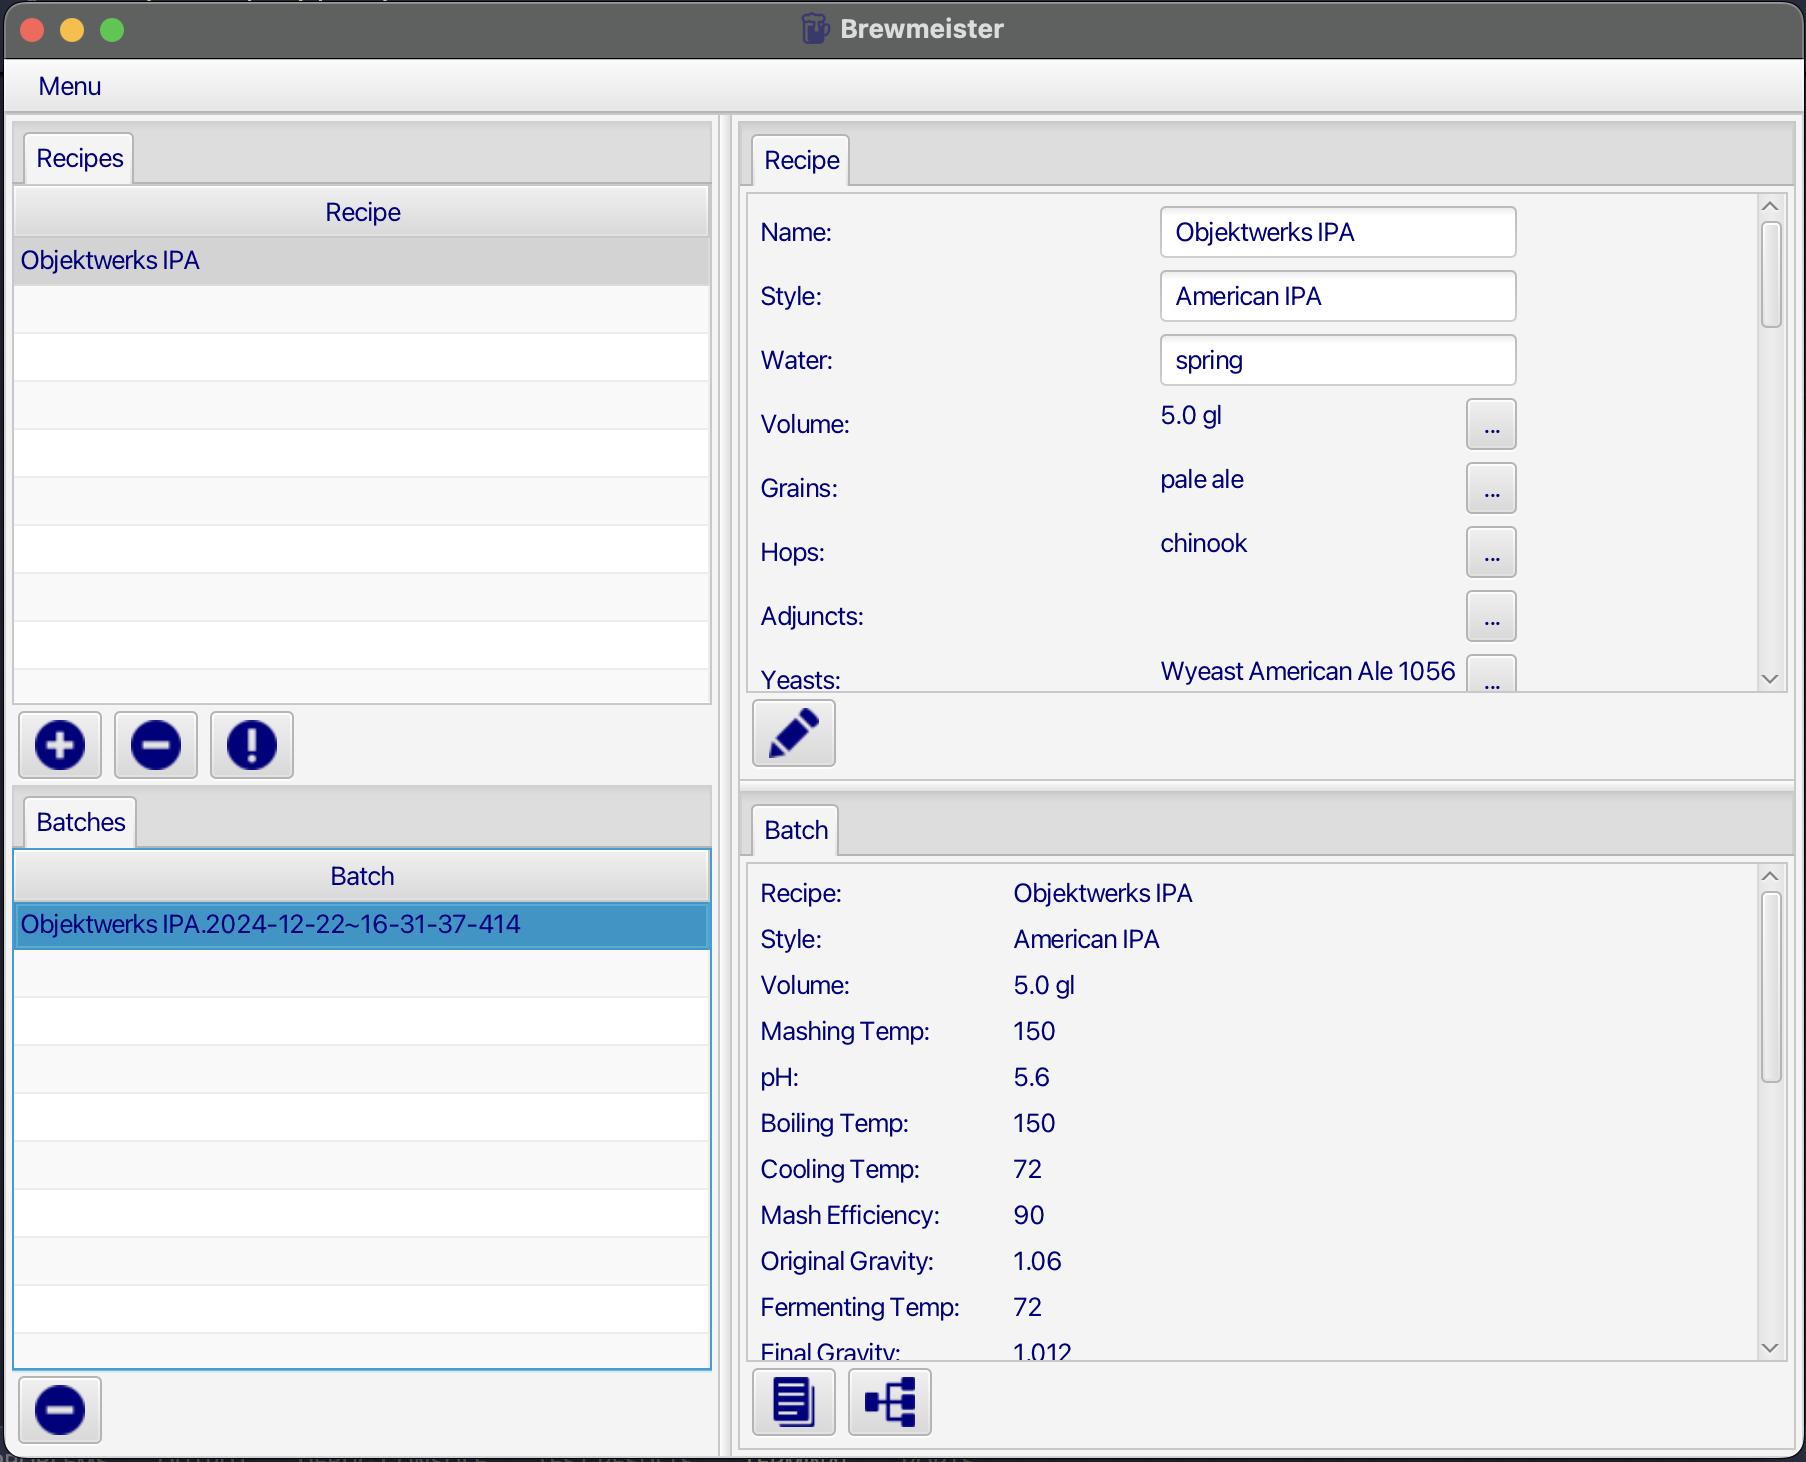 Brewmeister
Menu
Recipes
Recipe
Objektwerks IPA
Batches
Batch
Objektwerks IPA.2024-12-22~16-31-37-414
Recipe
Name: Objektwerks IPA
Style: American IPA
Water: spring
Volume: 5.0 gl ...
Grains: pale ale ...
Hops: chinook ...
Adjuncts: ...
Yeasts: Wyeast American Ale 1056 ...
Batch
Recipe: Objektwerks IPA
Style: American IPA
Volume: 5.0 gl
Mashing Temp: 150
pH: 5.6
Boiling Temp: 150
Cooling Temp: 72
Mash Efficiency: 90
Original Gravity: 1.06
Fermenting Temp: 72
Final Gravity: 1.012